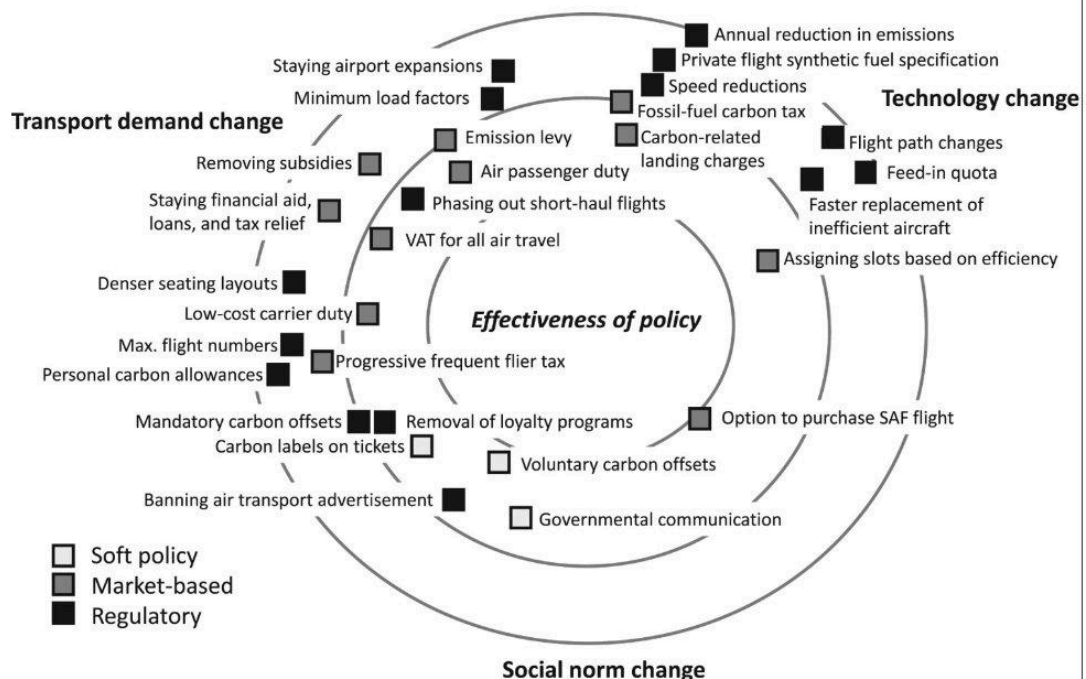 Annual reduction in emissions
Private flight synthetic fuel specification
Staying airport expansions
Speed reductions
Minimum load factors
Technology change
Fossil-fuel carbon tax
Transport demand change
Emission levy
Carbon-related
landing charges
Flight path changes
Removing subsidies
Air passenger duty
Feed-in quota
Staying financial aid,
loans, and tax relief
Phasing out short-haul flights
Faster replacement of
inefficient aircraft
VAT for all air travel
Assigning slots based on efficiency
Denser seating layouts
Low-cost carrier duty
Effectiveness of policy
Max. flight numbers
Progressive frequent flier tax
Personal carbon allowances
Mandatory carbon offsets
Removal of loyalty programs
Option to purchase SAF flight
Carbon labels on tickets
Voluntary carbon offsets
Banning air transport advertisement
Governmental communication
Soft policy
Market-based
Regulatory
Social norm change